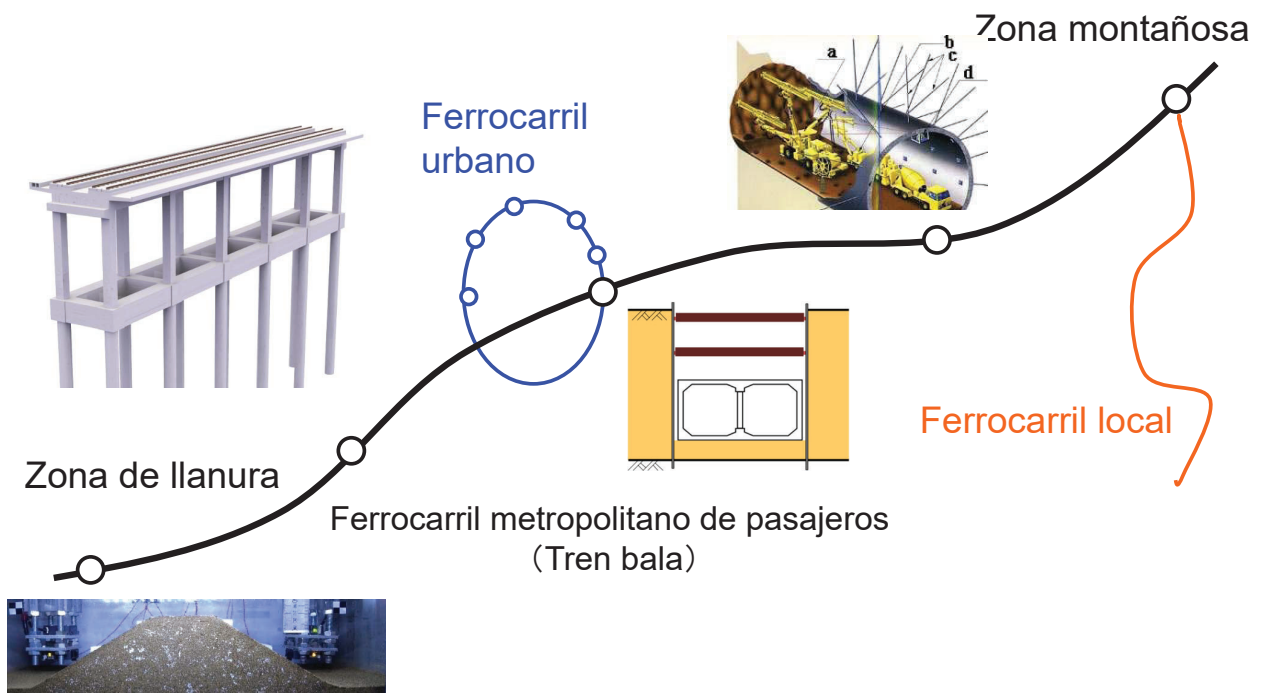 Zona montañosa
a
b
c
d
Ferrocarril
urbano
Ferrocarril local
Zona de llanura
Ferrocarril metropolitano de pasajeros
（Tren bala）